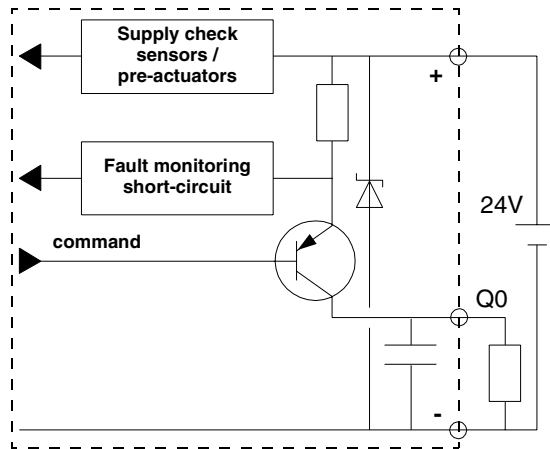 Supply check
sensors /
pre-actuators
+
Fault monitoring
short-circuit
24V
command
Q0
-